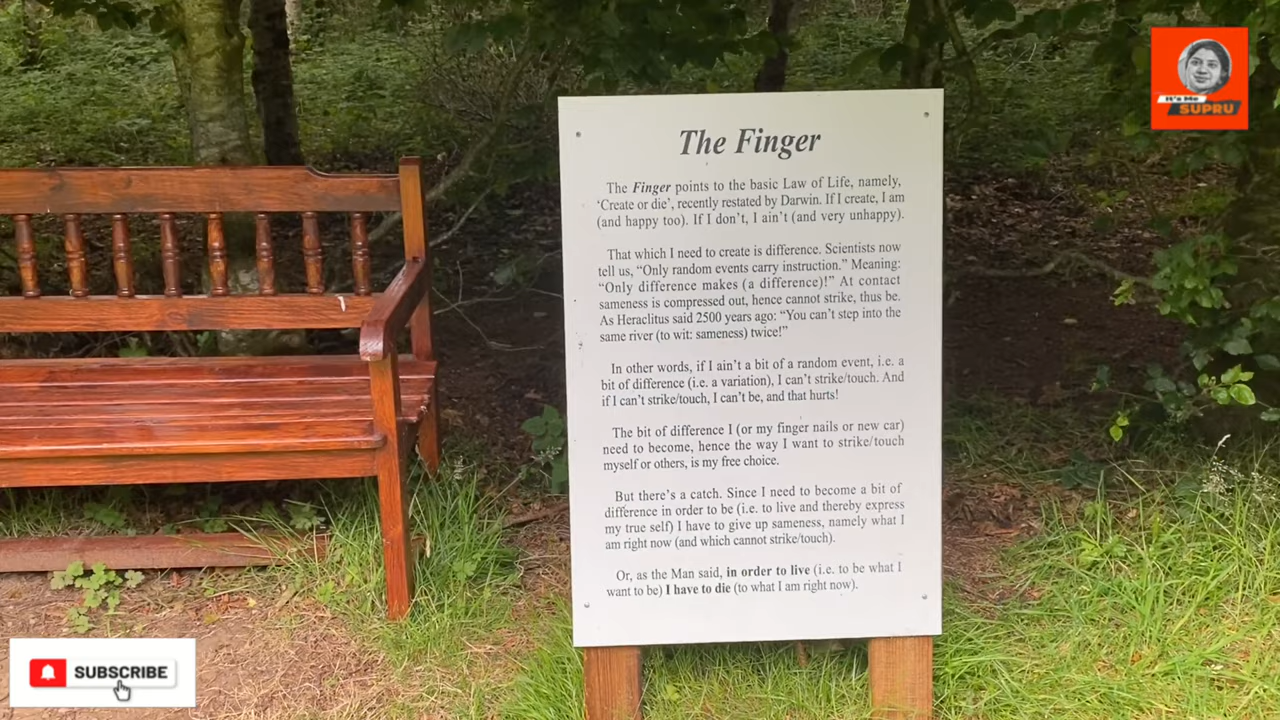 The Finger
The Finger points to the basic Law of Life, namely,
‘Create or die’, recently restated by Darwin. If I create, I am
(and happy too). If I don’t, I ain’t (and very unhappy).
That which I need to create is difference. Scientists now
tell us, “Only random events carry instruction.” Meaning:
“Only difference makes (a difference)!” At contact
sameness is compressed out, hence cannot strike, thus be.
As Heraclitus said 2500 years ago: “You can’t step into the
same river (to wit: sameness) twice!”
In other words, if I ain’t a bit of a random event, i.e. a
bit of difference (i.e. a variation), I can’t strike/touch. And
if I can’t strike/touch, I can’t be, and that hurts!
The bit of difference I (or my finger nails or new car)
need to become, hence the way I want to strike/touch
myself or others, is my free choice.
But there’s a catch. Since I need to become a bit of
difference in order to be (i.e. to live and thereby express
my true self) I have to give up sameness, namely what I
am right now (and which cannot strike/touch).
Or, as the Man said, in order to live (i.e. to be what I
want to be) I have to die (to what I am right now).
It's Me
SUPRU
SUBSCRIBE